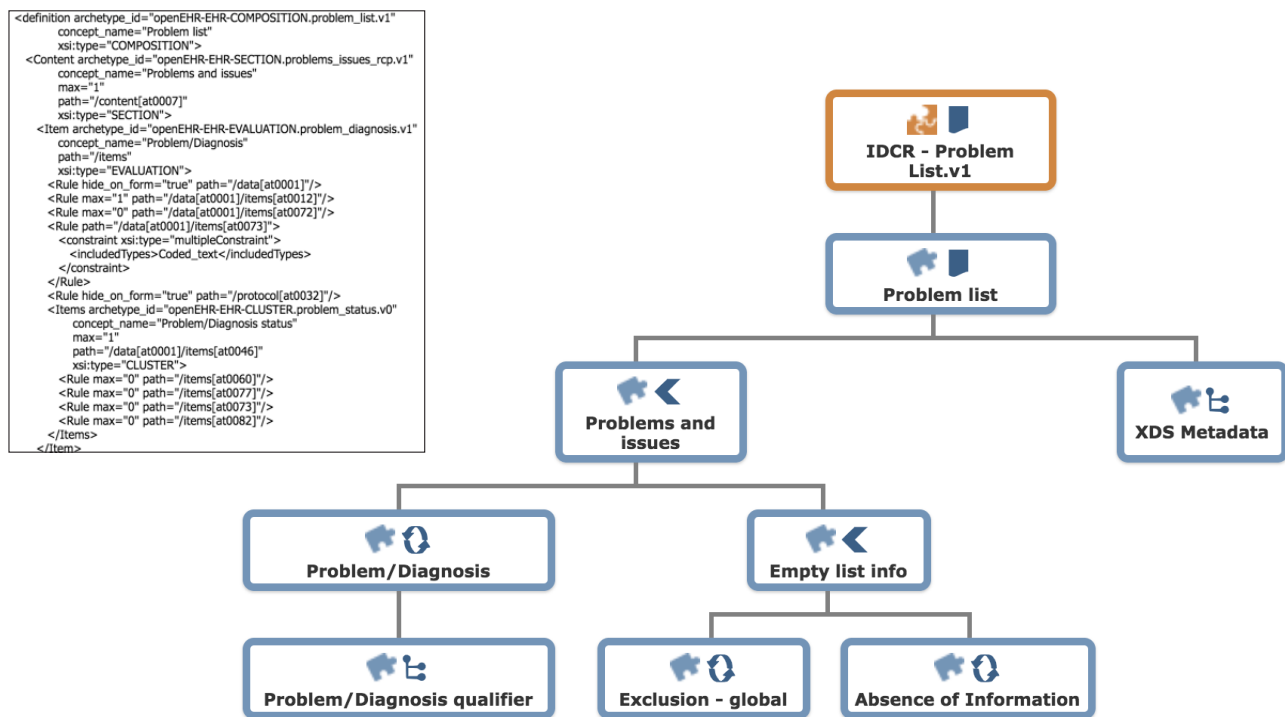 <definition archetype_id="openEHR-EHR-COMPOSITION.problem_list.v1"
concept_name="Problem list"
xsi:type="COMPOSITION">
<Content archetype_id="openEHR-EHR-SECTION.problems_issues_rcp.v1"
concept_name="Problems and issues"
max="1"
path="/content[at0007]"
xsi:type="SECTION">
<Item archetype_id="openEHR-EHR-EVALUATION.problem_diagnosis.v1"
concept_name="Problem/Diagnosis"
path="/items"
xsi:type="EVALUATION">
<Rule hide_on_form="true" path="/data[at0001]"/>
<Rule max="1" path="/data[at0001]/items[at0012]"/>
<Rule max="0" path="/data[at0001]/items[at0072]"/>
<Rule path="/data[at0001]/items[at0073]">
<constraint xsi:type="multipleConstraint">
<includedTypes>Coded_text</includedTypes>
</constraint>
</Rule>
<Rule hide_on_form="true" path="/protocol[at0032]"/>
<Items archetype_id="openEHR-EHR-CLUSTER.problem_status.v0"
concept_name="Problem/Diagnosis status"
max="1"
path="/data[at0001]/items[at0046]"
xsi:type="CLUSTER">
<Rule max="0" path="/items[at0060]"/>
<Rule max="0" path="/items[at0077]"/>
<Rule max="0" path="/items[at0073]"/>
<Rule max="0" path="/items[at0082]"/>
</Items>
</Item>
IDCR - Problem
List.v1
Problem list
Problems and
issues
XDS Metadata
Problem/Diagnosis
Empty list info
Problem/Diagnosis qualifier
Exclusion - global
Absence of Information